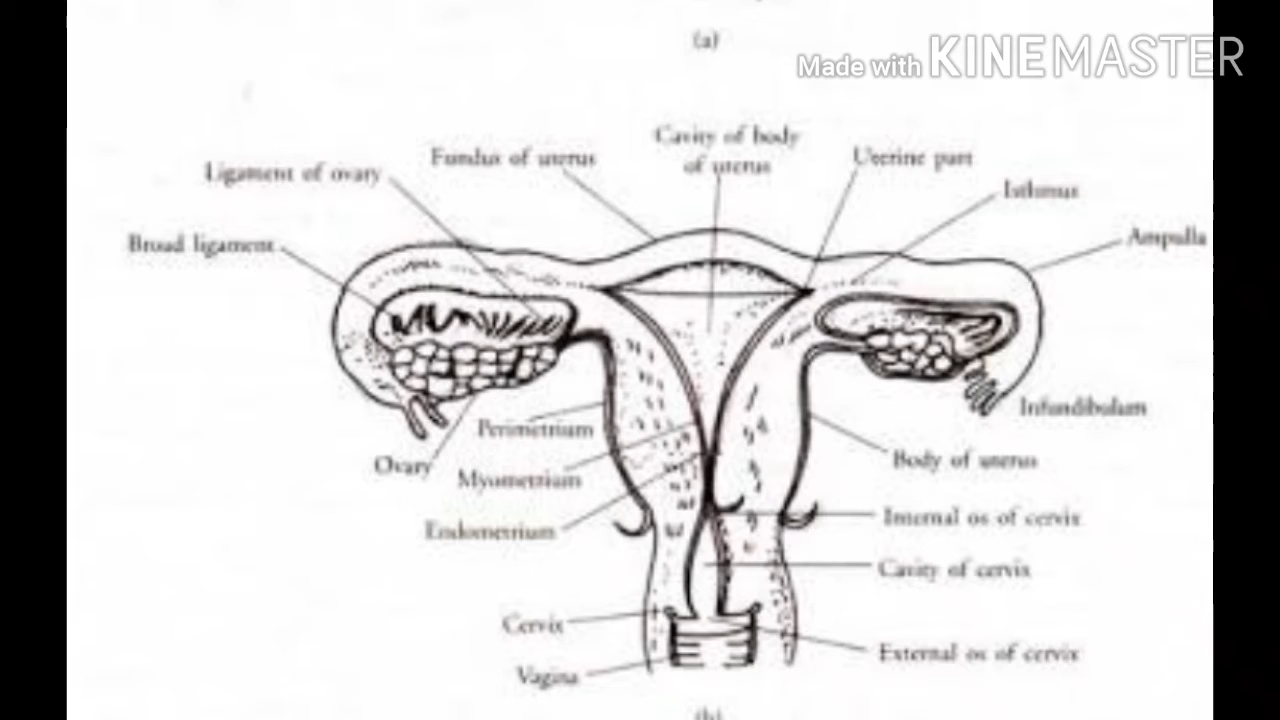 (a)
Made with KINEMASTER
Cavity of body
of uterus
Fundus of uterus
Uterine part
Ligament of ovary
Isthmus
Broad ligament
Ampulla
Infundibulam
Perimetrium
Ovary
Body of uterus
Myometrium
Endometrium
Internal os of cervix
Cavity of cervix
Cervix
External os of cervix
Vagina
(b)